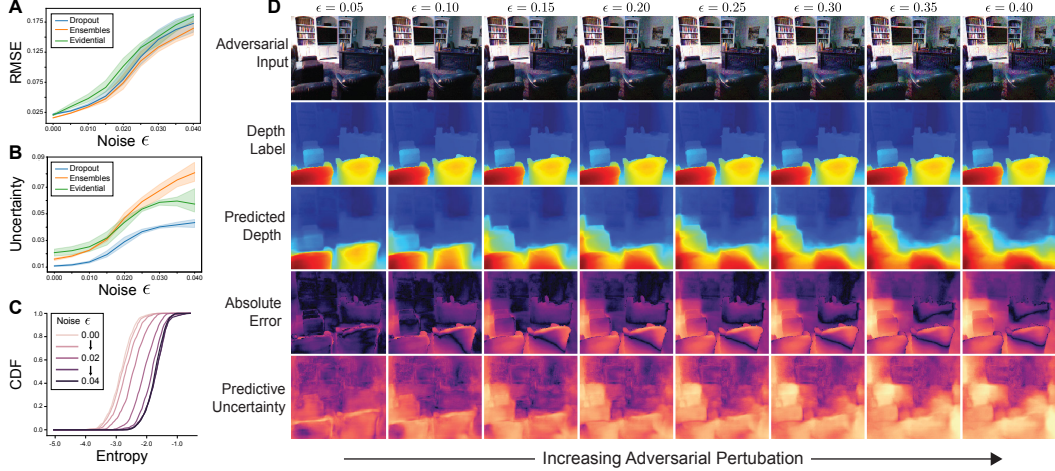 A
RMSE
0.175
0.125
0.075
0.025
Dropout
Ensembles
Evidential
0.000 0.010 0.020 0.030 0.040
Noise ϵ
B
Uncertainty
0.09
0.07
0.05
0.03
0.01
Dropout
Ensembles
Evidential
0.000 0.010 0.020 0.030 0.040
Noise ϵ
C
CDF
1.0
0.8
0.6
0.4
0.2
0.0
Noise ϵ
0.00
0.02
0.04
-5.0 -4.0 -3.0 -2.0 -1.0
Entropy
D
ϵ = 0.05 ϵ = 0.10 ϵ = 0.15 ϵ = 0.20 ϵ = 0.25 ϵ = 0.30 ϵ = 0.35 ϵ = 0.40
Adversarial
Input
Depth
Label
Predicted
Depth
Absolute
Error
Predictive
Uncertainty
Increasing Adversarial Pertubation